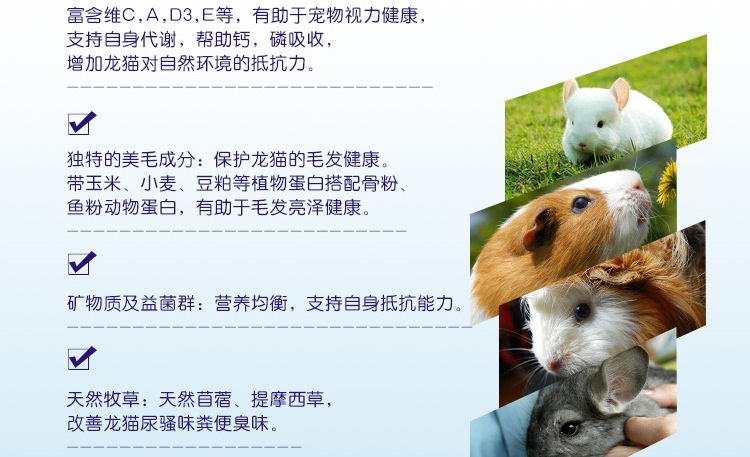 富含维C,A,D3,E等，有助于宠物视力健康，
支持自身代谢，帮助钙，磷吸收，
增加龙猫对自然环境的抵抗力。
独特的美毛成分：保护龙猫的毛发健康。
带玉米、小麦、豆粕等植物蛋白搭配骨粉、
鱼粉动物蛋白，有助于毛发亮泽健康。
矿物质及益菌群：营养均衡，支持自身抵抗能力。
天然牧草：天然苜蓿、提摩西草，
改善龙猫尿骚味粪便臭味。